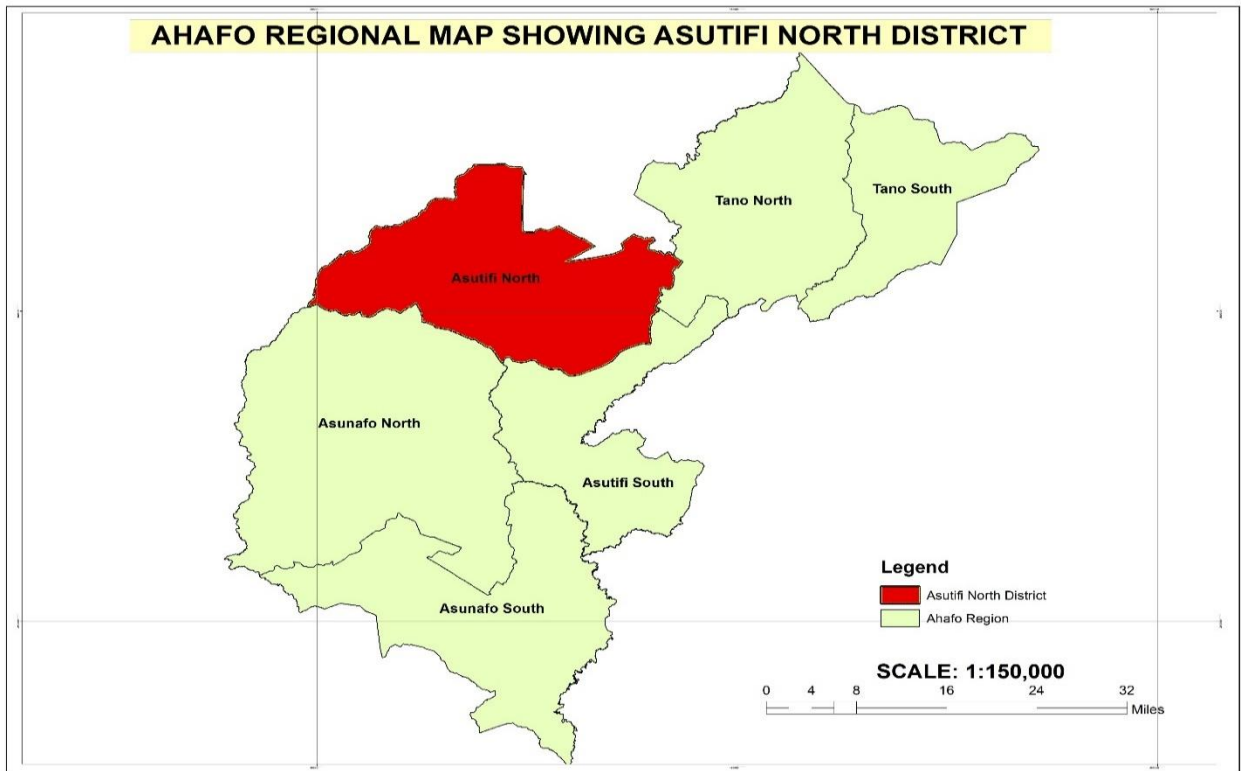 AHAFO REGIONAL MAP SHOWING ASUTIFI NORTH DISTRICT
Tano South
Tano North
Asutifi North
Asunafo North
Asutifi South
Asunafo South
Legend
Asutifi North District
Ahafo Region
SCALE: 1:150,000
0 4 8 16 24 32
Miles